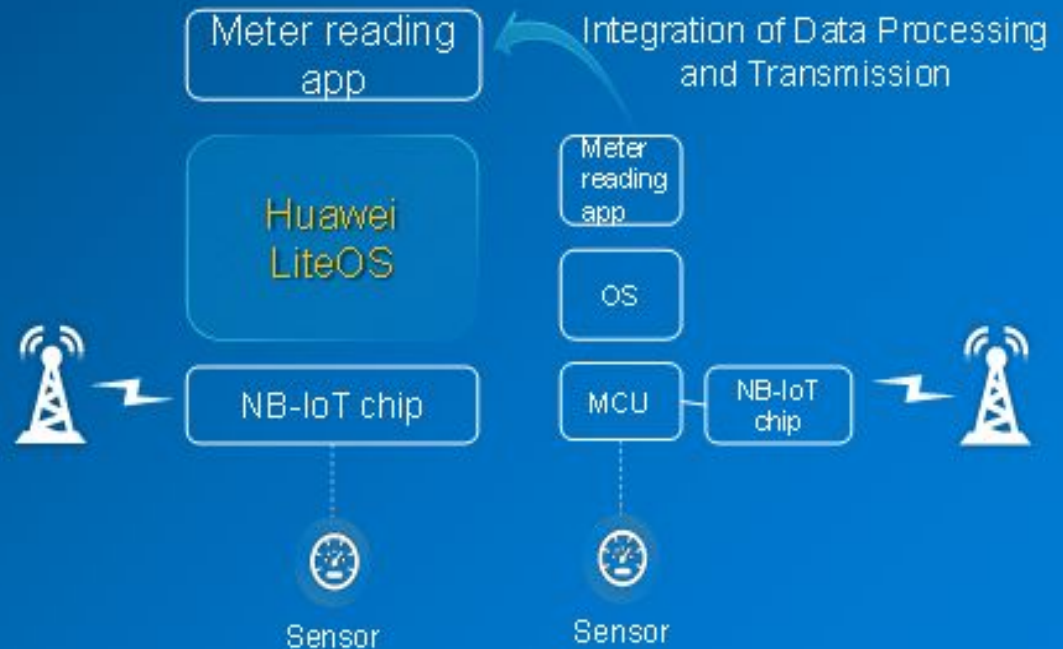 Meter reading
app
Integration of Data Processing
and Transmission
Meter
reading
app
Huawei
LiteOS
OS
NB-IoT chip
MCU
NB-IoT
chip
Sensor
Sensor